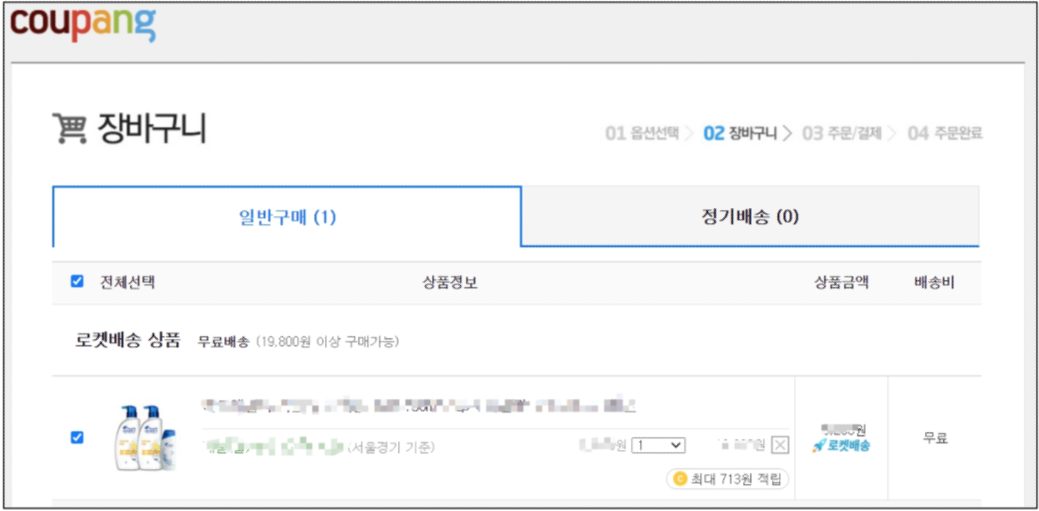 coupang
장바구니
01 옵션선택 > 02 장바구니 > 03 주문/결제 > 04 주문완료
일반구매 (1) 정기배송 (0)
전체선택 상품정보 상품금액 배송비
로켓배송 상품 무료배송 (19,800원 이상 구매가능)
(서울경기 기준) 원 1 원
원
로켓배송
무료
C 최대 713원 적립